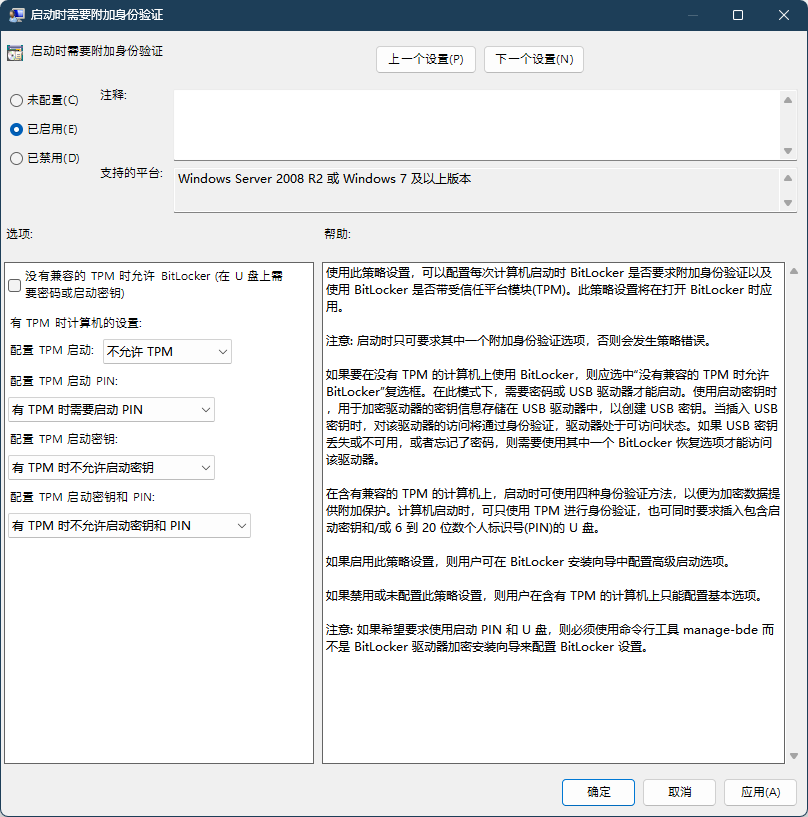 启动时需要附加身份验证
启动时需要附加身份验证
上一个设置(P)
下一个设置(N)
未配置(C)
已启用(E)
已禁用(D)
注释:
支持的平台:
Windows Server 2008 R2 或 Windows 7 及以上版本
选项:
帮助:
没有兼容的 TPM 时允许 BitLocker (在 U 盘上需
要密码或启动密钥)
有 TPM 时计算机的设置:
配置 TPM 启动:
不允许 TPM
配置 TPM 启动 PIN:
有 TPM 时需要启动 PIN
配置 TPM 启动密钥:
有 TPM 时不允许启动密钥
配置 TPM 启动密钥和 PIN:
有 TPM 时不允许启动密钥和 PIN
使用此策略设置，可以配置每次计算机启动时 BitLocker 是否要求附加身份验证以及
使用 BitLocker 是否带受信任平台模块(TPM)。此策略设置将在打开 BitLocker 时应
用。
注意: 启动时只可要求其中一个附加身份验证选项，否则会发生策略错误。
如果要在没有 TPM 的计算机上使用 BitLocker，则应选中“没有兼容的 TPM 时允许
BitLocker”复选框。在此模式下，需要密码或 USB 驱动器才能启动。使用启动密钥时
，用于加密驱动器的密钥信息存储在 USB 驱动器中，以创建 USB 密钥。当插入 USB
密钥时，对该驱动器的访问将通过身份验证，驱动器处于可访问状态。如果 USB 密钥
丢失或不可用，或者忘记了密码，则需要使用其中一个 BitLocker 恢复选项才能访问
该驱动器。
在含有兼容的 TPM 的计算机上，启动时可使用四种身份验证方法，以便为加密数据提
供附加保护。计算机启动时，可只使用 TPM 进行身份验证，也可同时要求插入包含启
动密钥和/或 6 到 20 位数个人标识号(PIN)的 U 盘。
如果启用此策略设置，则用户可在 BitLocker 安装向导中配置高级启动选项。
如果禁用或未配置此策略设置，则用户在含有 TPM 的计算机上只能配置基本选项。
注意: 如果希望要求使用启动 PIN 和 U 盘，则必须使用命令行工具 manage-bde 而
不是 BitLocker 驱动器加密安装向导来配置 BitLocker 设置。
确定
取消
应用(A)